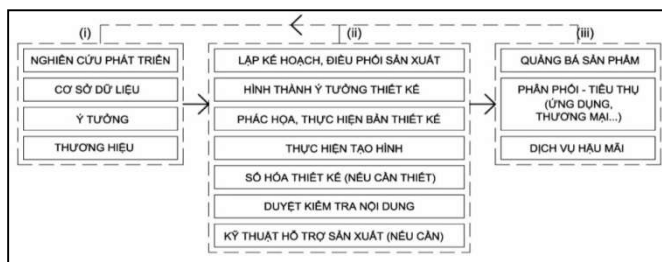 (i)
NGHIÊN CỨU PHÁT TRIỂN
CƠ SỞ DỮ LIỆU
Ý TƯỞNG
THƯƠNG HIỆU
(ii)
LẬP KẾ HOẠCH, ĐIỀU PHỐI SẢN XUẤT
HÌNH THÀNH Ý TƯỞNG THIẾT KẾ
PHÁC HỌA, THỰC HIỆN BẢN THIẾT KẾ
THỰC HIỆN TẠO HÌNH
SỐ HÓA THIẾT KẾ (NẾU CẦN THIẾT)
DUYỆT KIỂM TRA NỘI DUNG
KỸ THUẬT HỖ TRỢ SẢN XUẤT (NẾU CẦN)
(iii)
QUẢNG BÁ SẢN PHẨM
PHÂN PHỐI - TIÊU THỤ
(ỨNG DỤNG,
THƯƠNG MẠI...)
DỊCH VỤ HẬU MÃI